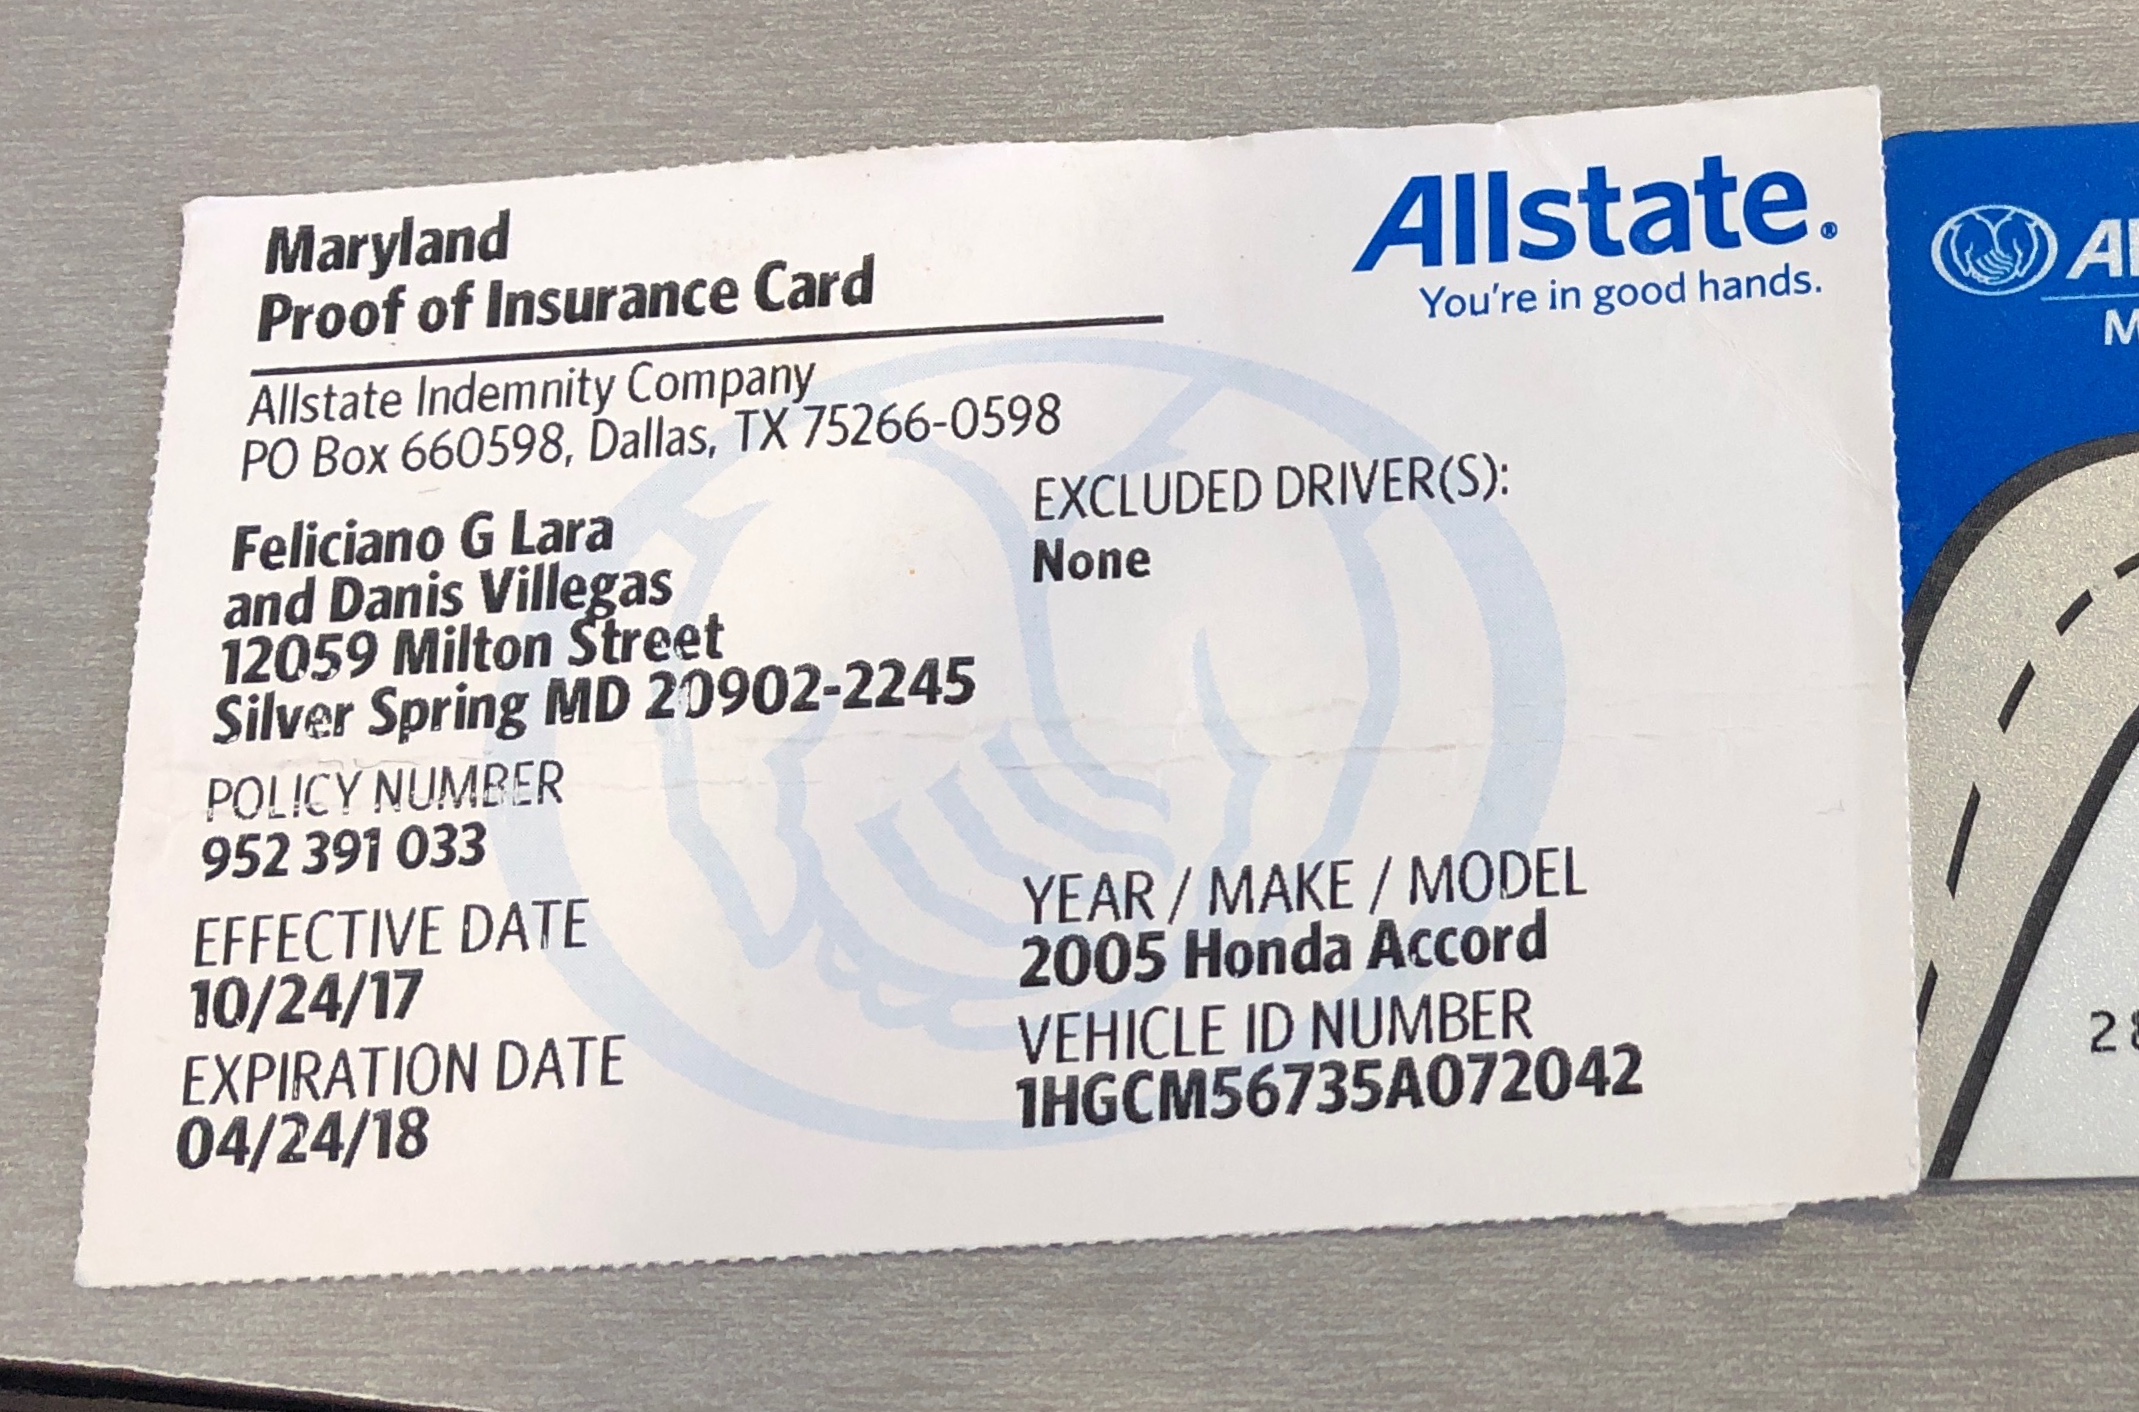 Maryland
Proof of Insurance Card
Allstate®
You're in good hands.
Allstate Indemnity Company
PO Box 660598, Dallas, TX 75266-0598
Feliciano G Lara
and Danis Villegas
12059 Milton Street
Silver Spring MD 20902-2245
EXCLUDED DRIVER(S):
None
POLICY NUMBER
952 391 033
EFFECTIVE DATE
10/24/17
EXPIRATION DATE
04/24/18
YEAR / MAKE / MODEL
2005 Honda Accord
VEHICLE ID NUMBER
1HGCM56735A072042